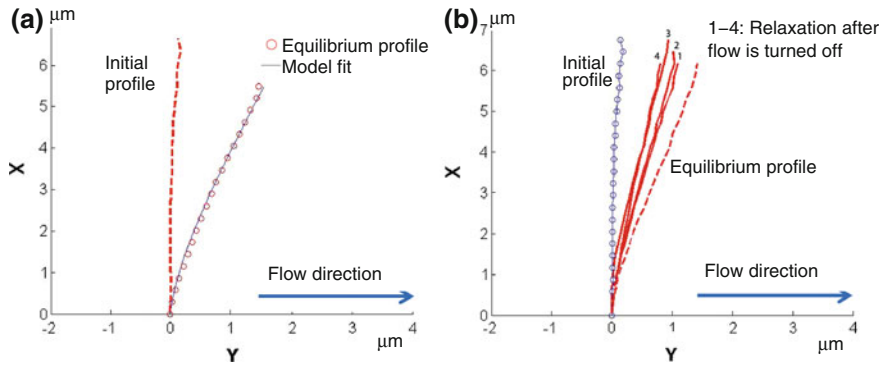 (a)
μm
6
5
4
3
2
1
0
X
Initial
profile
Equilibrium profile
Model fit
Flow direction
-2
-1
0
1
2
3
4
Y
μm
(b)
μm
7
6
5
4
3
2
1
0
X
Initial
profile
3
2
4
1
1–4: Relaxation after
flow is turned off
Equilibrium profile
Flow direction
-2
-1
0
1
2
3
4
Y
μm